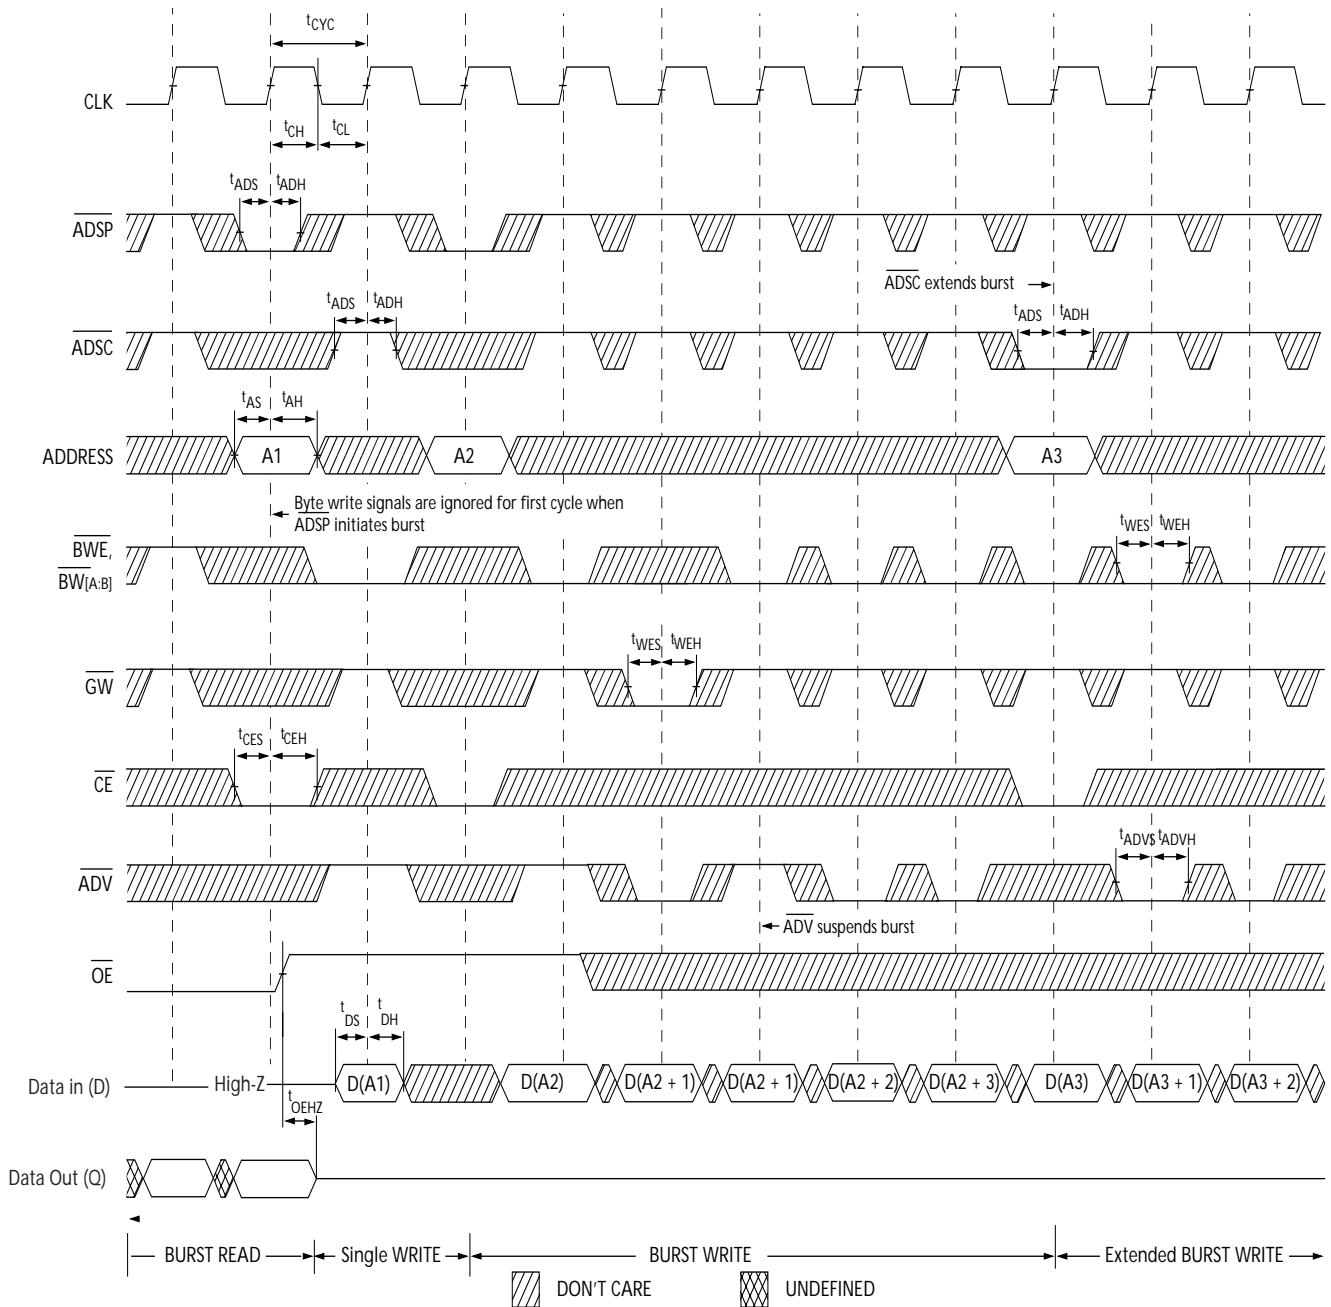 tCYC
CLK
tCH tCL
tADS tADH
ADSP
ADSC extends burst
tADS tADH
tADS tADH
ADSC
tAS tAH
ADDRESS A1 A2 A3
Byte write signals are ignored for first cycle when
ADSP initiates burst
tWES tWEH
BWE,
BW[A:B]
tWES tWEH
GW
tCES tCEH
CE
tADVS tADVH
ADV
ADV suspends burst
OE
tDS tDH
Data in (D) High-Z D(A1) D(A2) D(A2 + 1) D(A2 + 1) D(A2 + 2) D(A2 + 3) D(A3) D(A3 + 1) D(A3 + 2)
tOEHZ
Data Out (Q)
BURST READ Single WRITE BURST WRITE Extended BURST WRITE
DON'T CARE UNDEFINED